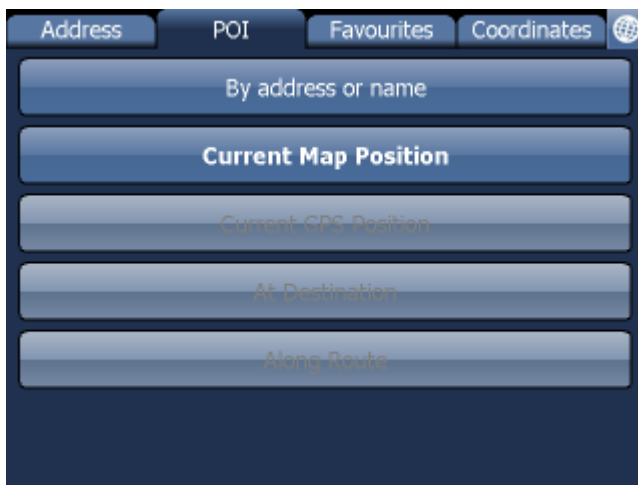 Address POI Favourites Coordinates
By address or name
Current Map Position
Current GPS Position
At Destination
Along Route